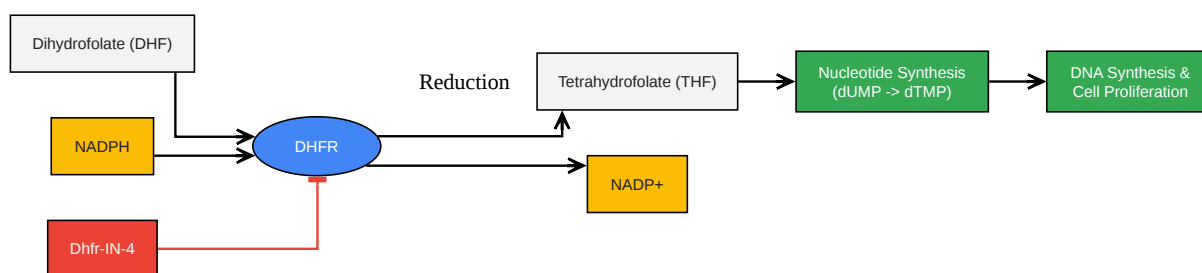 Dihydrofolate (DHF)
NADPH
Dhfr-IN-4
DHFR
Reduction
Tetrahydrofolate (THF)
NADP+
Nucleotide Synthesis
(dUMP -> dTMP)
DNA Synthesis &
Cell Proliferation